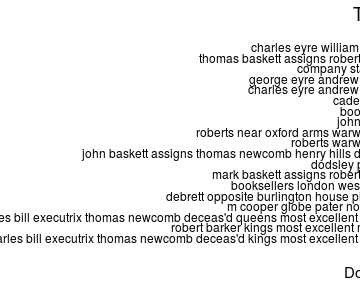 charles eyre william
thomas baskett assigns robert
company
george eyre andrew
charles eyre andrew
john
roberts near oxford arms warw
roberts warw
john baskett assigns thomas newcomb henry hills d
dodsley p
mark baskett assigns robert
booksellers london wes
debrett opposite burlington house p
m cooper globe pater no
es bill executrix thomas newcomb deceas'd queens most excellent
robert barker kings most excellent
arles bill executrix thomas newcomb deceas'd kings most excellent
Do